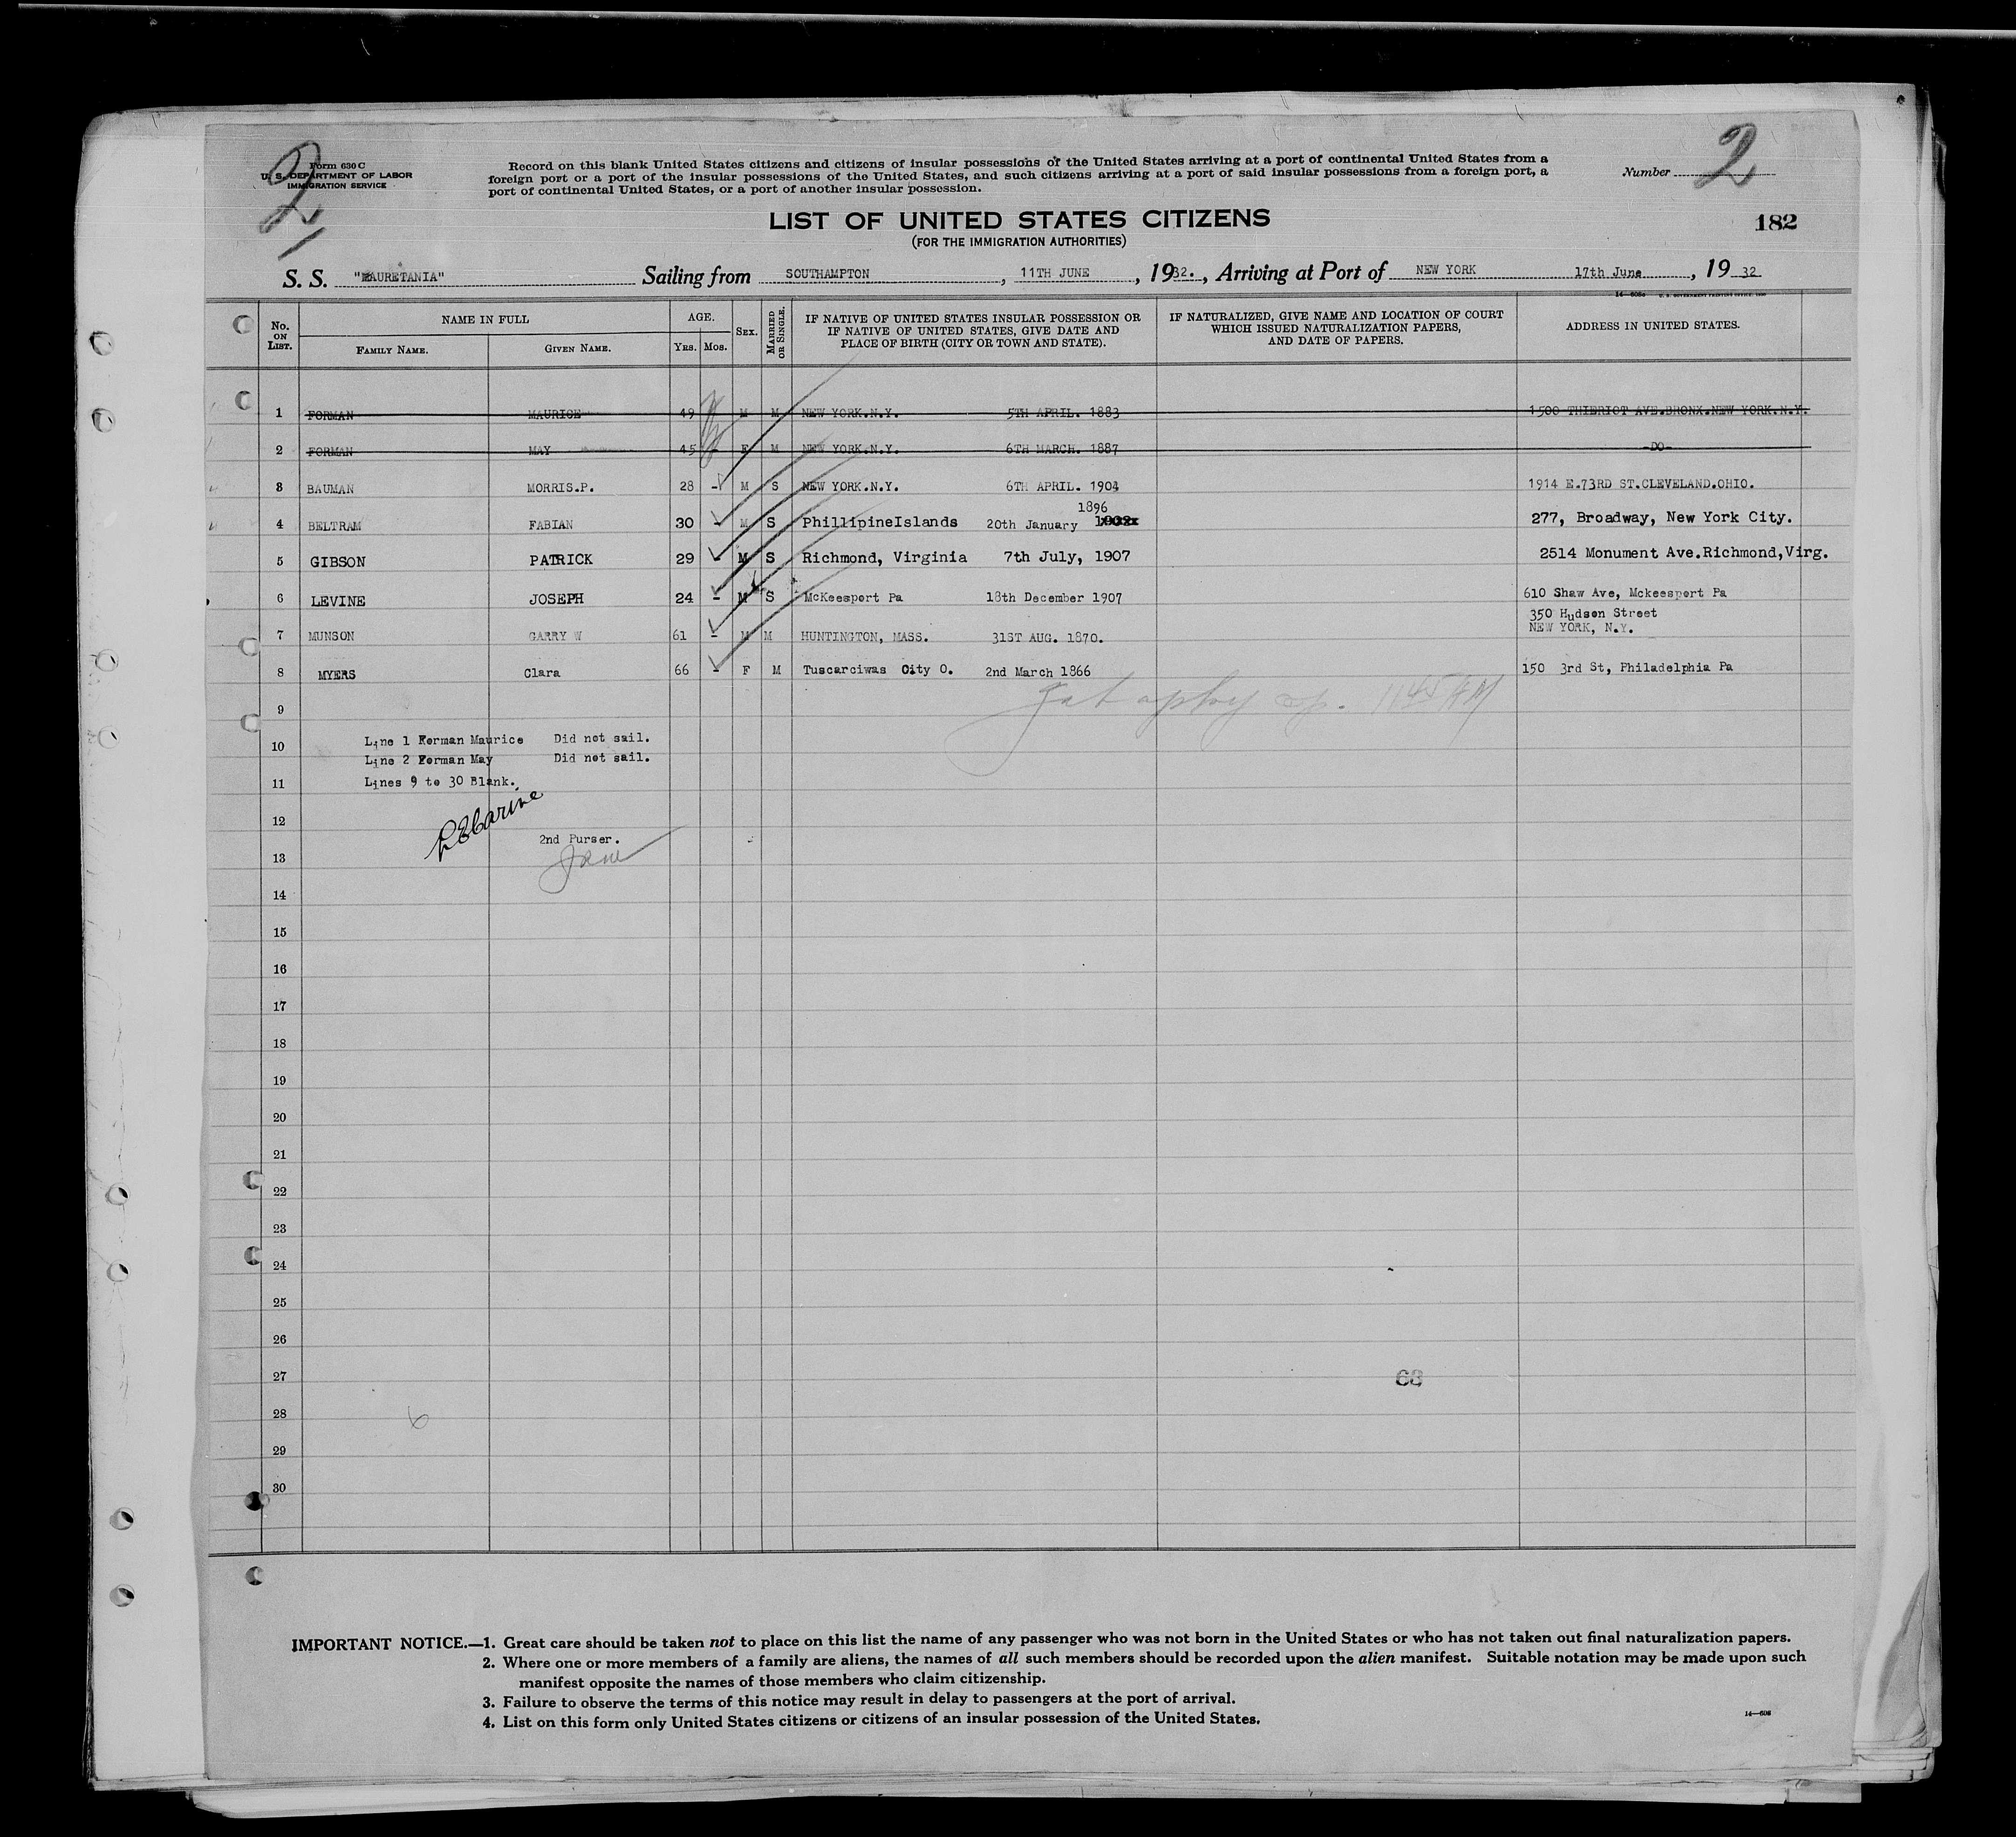 2
Form 630 C
U. S. DEPARTMENT OF LABOR
IMMIGRATION SERVICE
Record on this blank United States citizens and citizens of insular possessions of the United States arriving at a port of continental United States from a
foreign port or a port of the insular possessions of the United States, and such citizens arriving at a port of said insular possessions from a foreign port, a
port of continental United States, or a port of another insular possession.
Number 2
LIST OF UNITED STATES CITIZENS
(FOR THE IMMIGRATION AUTHORITIES)
182
S. S. "MAURETANIA" Sailing from SOUTHAMPTON, 11TH JUNE, 1932., Arriving at Port of NEW YORK 17th June, 19 32
No. ON LIST. NAME IN FULL FAMILY NAME. GIVEN NAME. AGE. YRS. MOS. SEX. MARRIED OR SINGLE. IF NATIVE OF UNITED STATES INSULAR POSSESSION OR IF NATIVE OF UNITED STATES, GIVE DATE AND PLACE OF BIRTH (CITY OR TOWN AND STATE). IF NATURALIZED, GIVE NAME AND LOCATION OF COURT WHICH ISSUED NATURALIZATION PAPERS, AND DATE OF PAPERS. ADDRESS IN UNITED STATES.
1 FORMAN MAURICE 49 M M NEW YORK.N.Y. 5TH APRIL. 1883 1500 THIERIOT AVE.BRONX.NEW YORK.N.Y.
2 FORMAN MAY 45 - F M NEW YORK.N.Y. 6TH MARCH. 1887 -DO-
3 BAUMAN MORRIS.P. 28 - M S NEW YORK.N.Y. 6TH APRIL. 1904 1914 E.73RD ST.CLEVELAND.OHIO.
1896
4 BELTRAM FABIAN 30 - M S PhillipineIslands 20th January 1902x 277, Broadway, New York City.
5 GIBSON PATRICK 29 - M S Richmond, Virginia 7th July, 1907 2514 Monument Ave.Richmond,Virg.
6 LEVINE JOSEPH 24 - M S McKeesport Pa 18th December 1907 610 Shaw Ave, Mckeesport Pa
350 Hudson Street
7 MUNSON GARRY W 61 - M M HUNTINGTON, MASS. 31ST AUG. 1870. NEW YORK, N.Y.
8 MYERS Clara 66 - F M Tuscarciwas City O. 2nd March 1866 150 3rd St, Philadelphia Pa
9
1145 AM
10 Line 1 Forman Maurice Did not sail.
Line 2 Forman May Did not sail.
11 Lines 9 to 30 Blank.
12
2nd Purser.
13
14
15
16
17
18
19
20
21
22
23
24
25
26
27 68
28 6
29
30
IMPORTANT NOTICE.—1. Great care should be taken not to place on this list the name of any passenger who was not born in the United States or who has not taken out final naturalization papers.
2. Where one or more members of a family are aliens, the names of all such members should be recorded upon the alien manifest. Suitable notation may be made upon such
manifest opposite the names of those members who claim citizenship.
3. Failure to observe the terms of this notice may result in delay to passengers at the port of arrival.
4. List on this form only United States citizens or citizens of an insular possession of the United States.
14—608